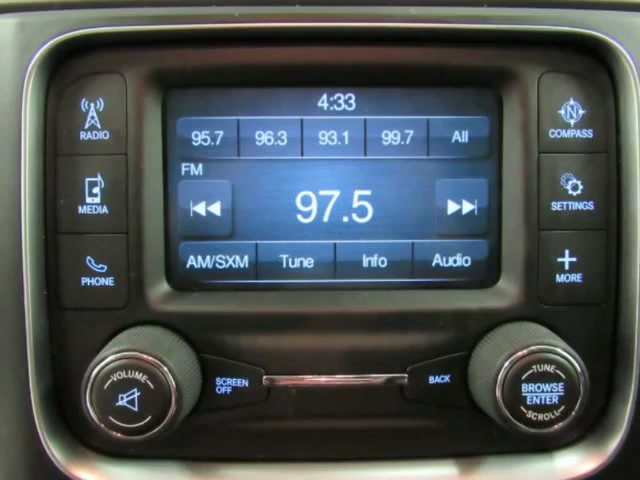 4:33
95.7 96.3 93.1 99.7 All
FM
97.5
AM/SXM Tune Info Audio
RADIO
MEDIA
PHONE
N
COMPASS
SETTINGS
MORE
VOLUME
SCREEN
OFF
BACK
TUNE
BROWSE
ENTER
SCROLL